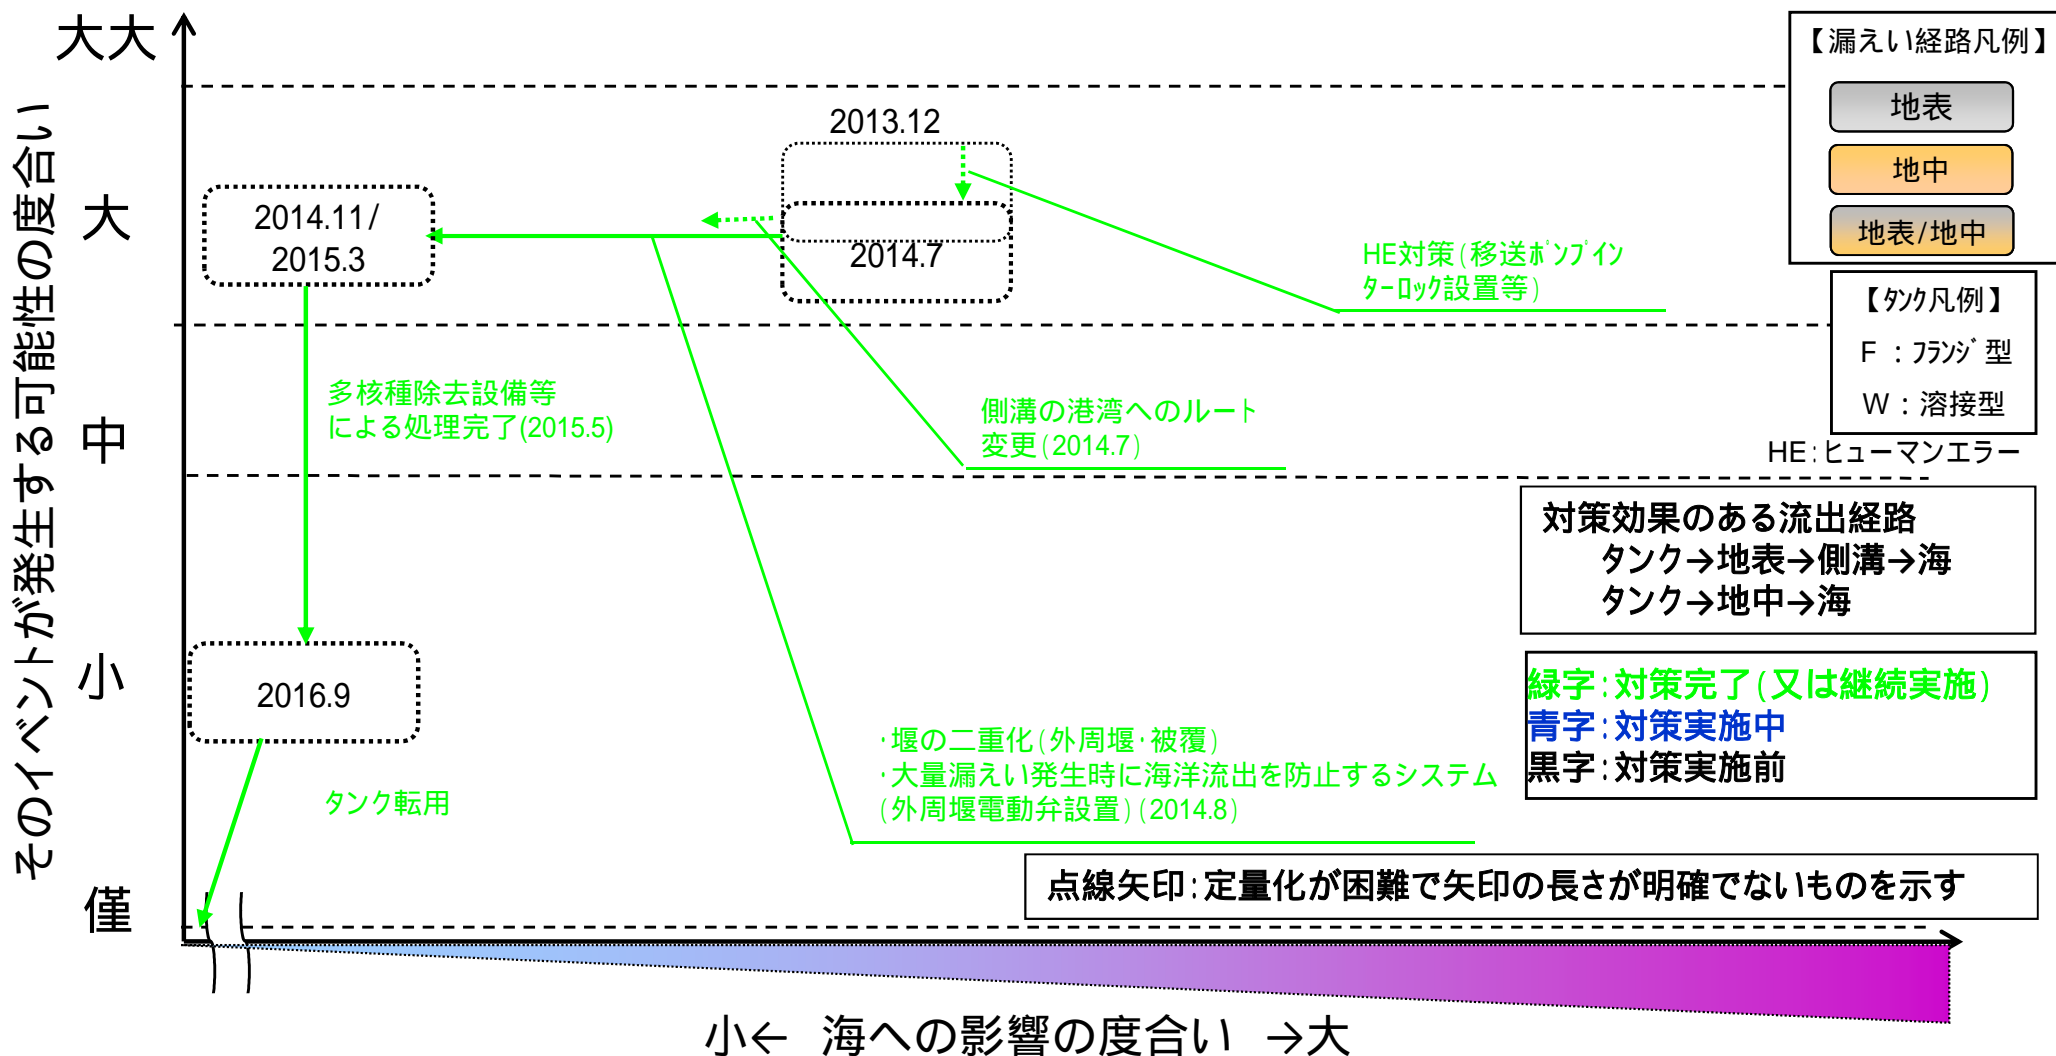 大大
大
中
小
僅
そのイベントが発生する可能性の度合い
2013.12
2014.7
2014.11/
2015.3
2016.9
HE対策(移送ポンプイン
ターロック設置等)
多核種除去設備等
による処理完了(2015.5)
側溝の港湾へのルート
変更(2014.7)
・堰の二重化(外周堰・被覆)
・大量漏えい発生時に海洋流出を防止するシステム
(外周堰電動弁設置)(2014.8)
タンク転用
【漏えい経路凡例】
地表
地中
地表/地中
【タンク凡例】
F:フランジ型
W:溶接型
HE:ヒューマンエラー
対策効果のある流出経路
タンク→地表→側溝→海
タンク→地中→海
緑字:対策完了(又は継続実施)
青字:対策実施中
黒字:対策実施前
点線矢印:定量化が困難で矢印の長さが明確でないものを示す
小← 海への影響の度合い →大